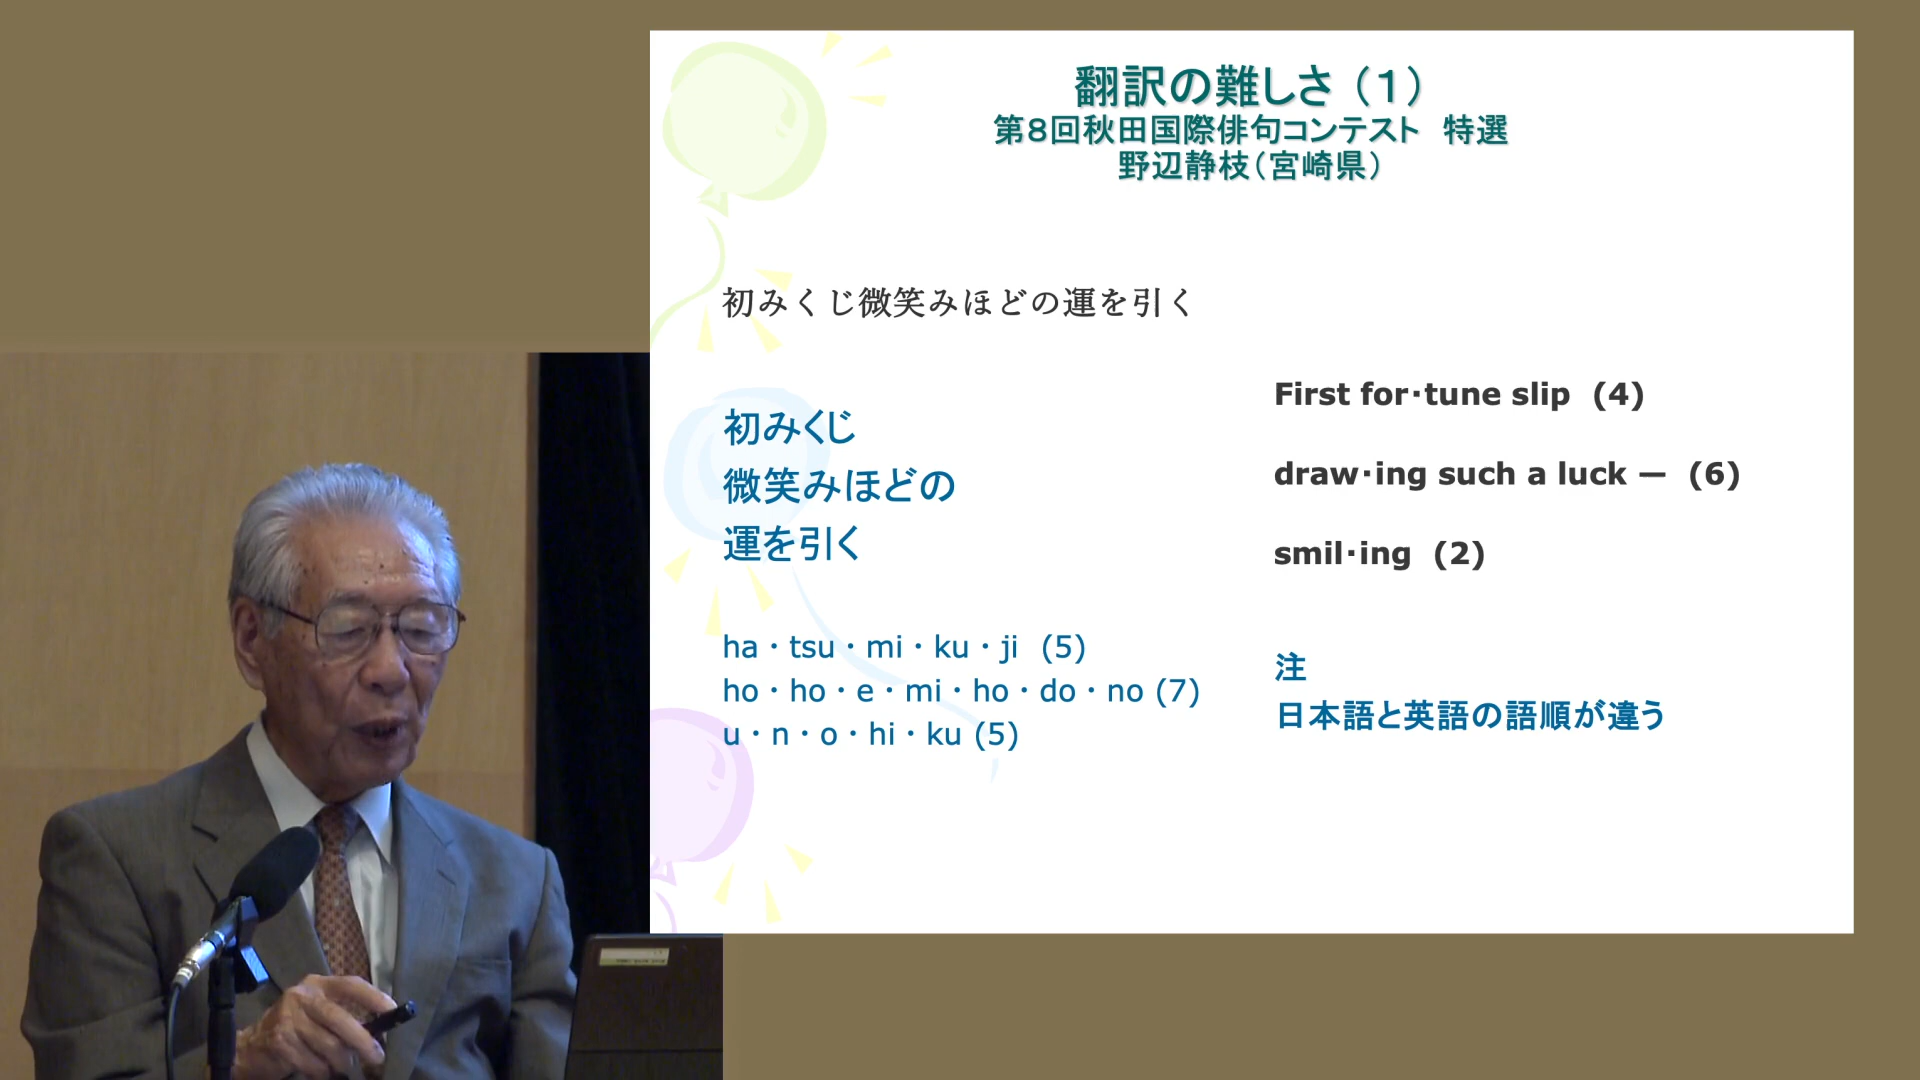 翻訳の難しさ（１）
第８回秋田国際俳句コンテスト　特選
野辺静枝（宮崎県）
初みくじ微笑みほどの運を引く
初みくじ
微笑みほどの
運を引く
ha・tsu・mi・ku・ji (5)
ho・ho・e・mi・ho・do・no (7)
u・n・o・hi・ku (5)
First for･tune slip (4)
draw･ing such a luck — (6)
smil･ing (2)
注
日本語と英語の語順が違う